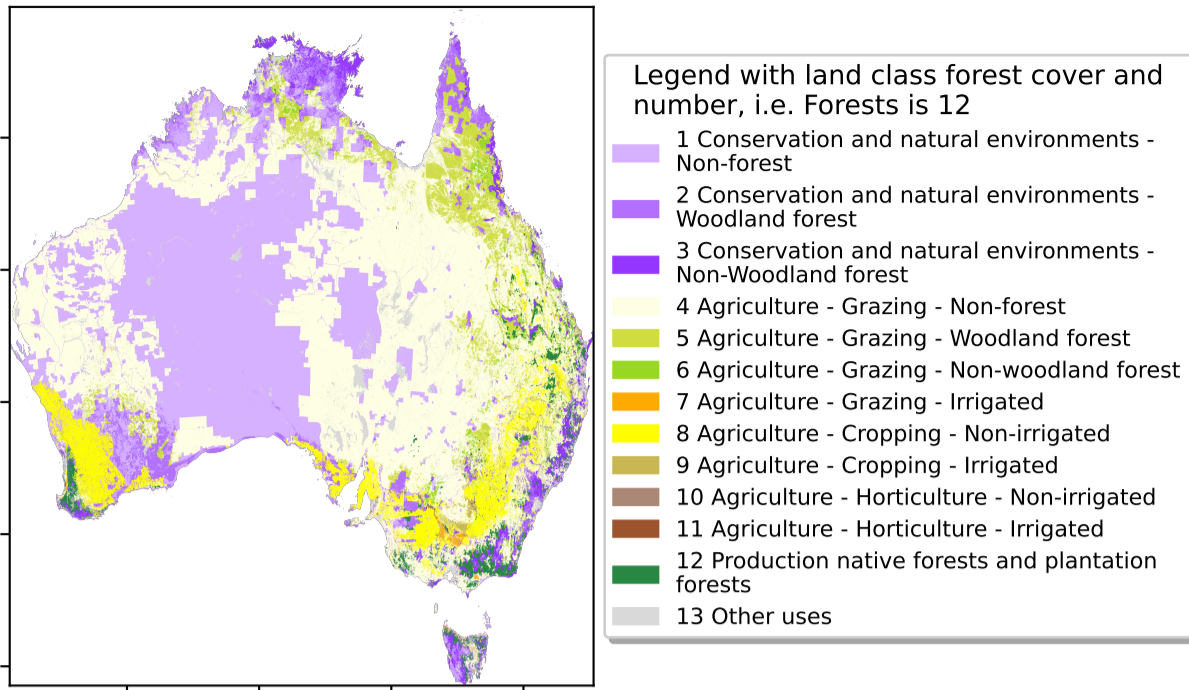 Legend with land class forest cover and
number, i.e. Forests is 12
1 Conservation and natural environments -
Non-forest
2 Conservation and natural environments -
Woodland forest
3 Conservation and natural environments -
Non-Woodland forest
4 Agriculture - Grazing - Non-forest
5 Agriculture - Grazing - Woodland forest
6 Agriculture - Grazing - Non-woodland forest
7 Agriculture - Grazing - Irrigated
8 Agriculture - Cropping - Non-irrigated
9 Agriculture - Cropping - Irrigated
10 Agriculture - Horticulture - Non-irrigated
11 Agriculture - Horticulture - Irrigated
12 Production native forests and plantation
forests
13 Other uses